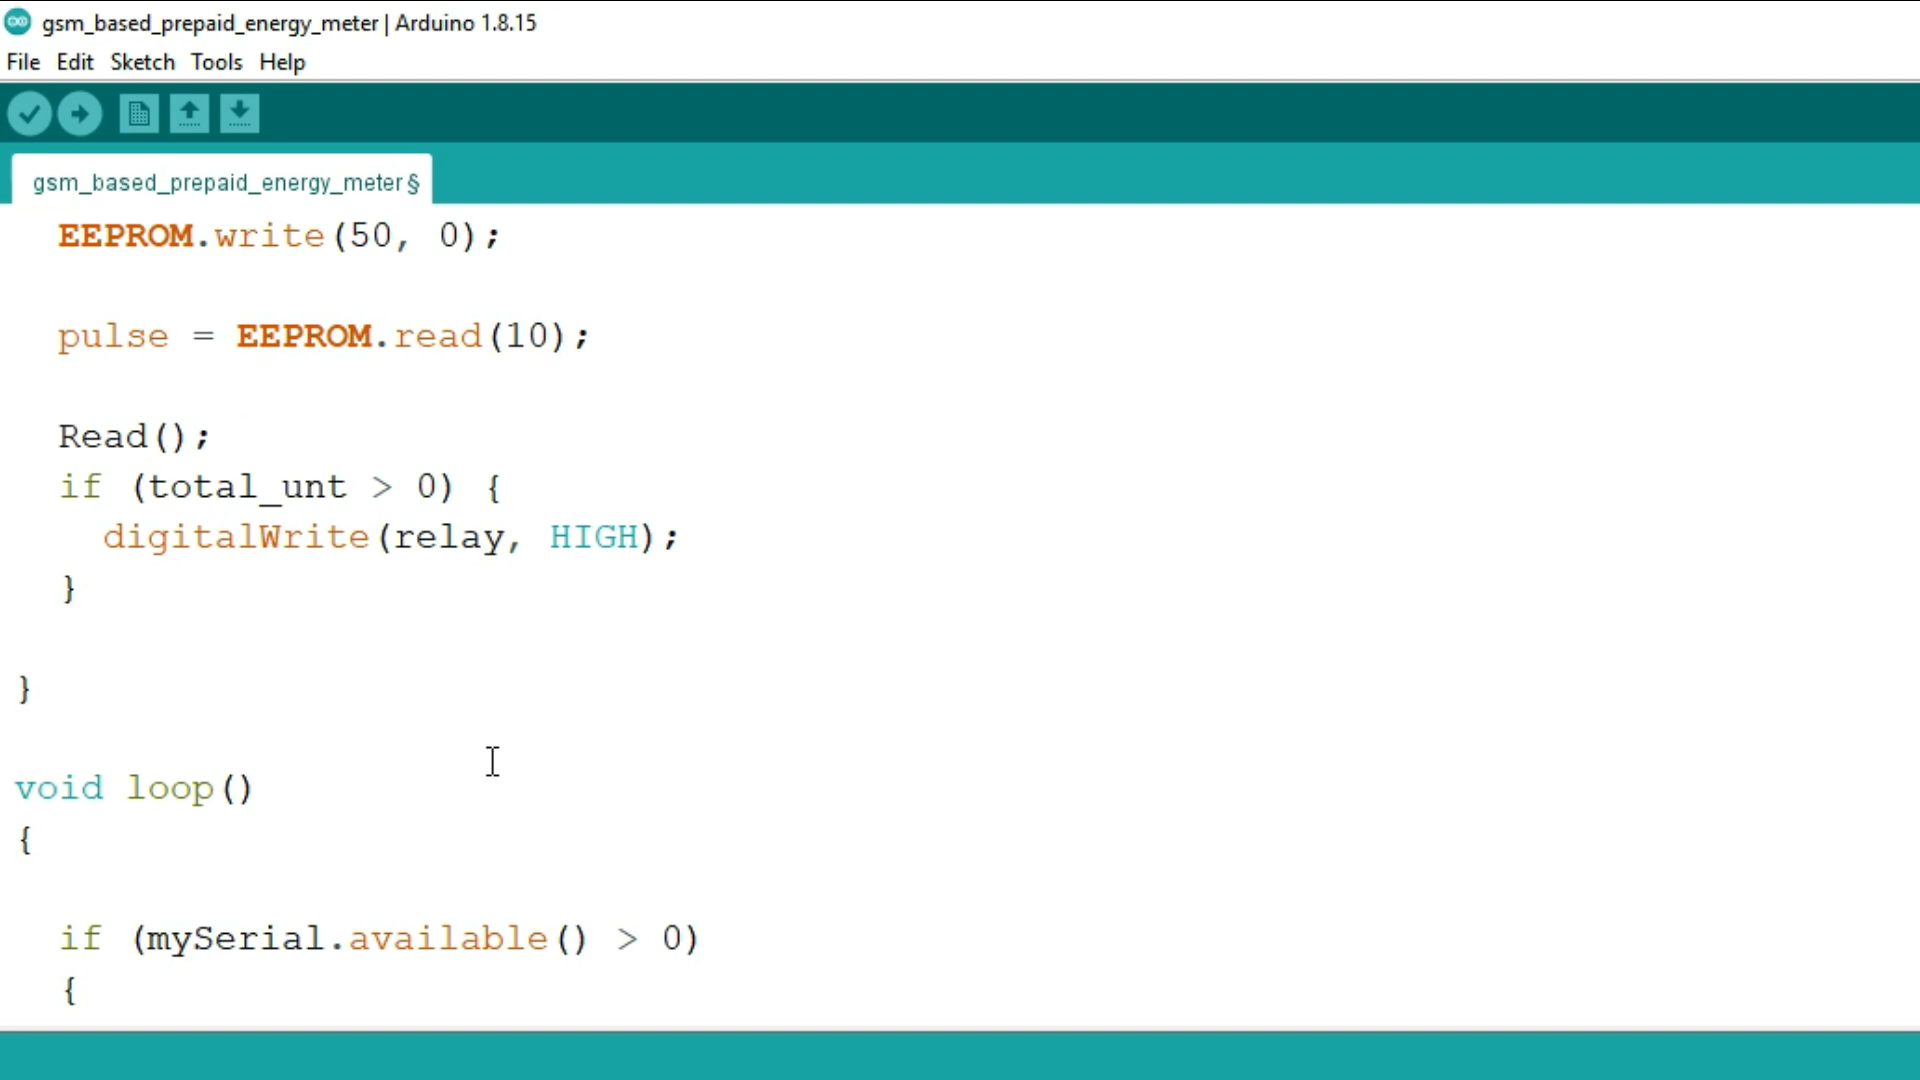 gsm_based_prepaid_energy_meter | Arduino 1.8.15
File Edit Sketch Tools Help
gsm_based_prepaid_energy_meter §
EEPROM.write(50, 0);
pulse = EEPROM.read(10);
Read();
if (total_unt > 0) {
digitalWrite(relay, HIGH);
}
}
void loop()
{
if (mySerial.available() > 0)
{